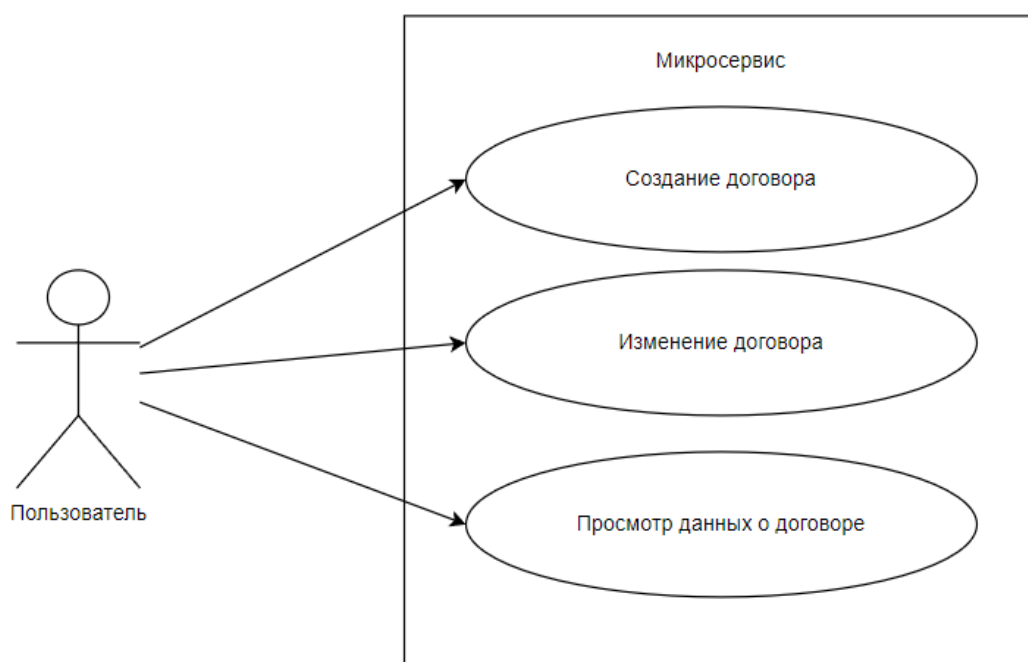 Микросервис
Создание договора
Изменение договора
Пользователь
Просмотр данных о договоре